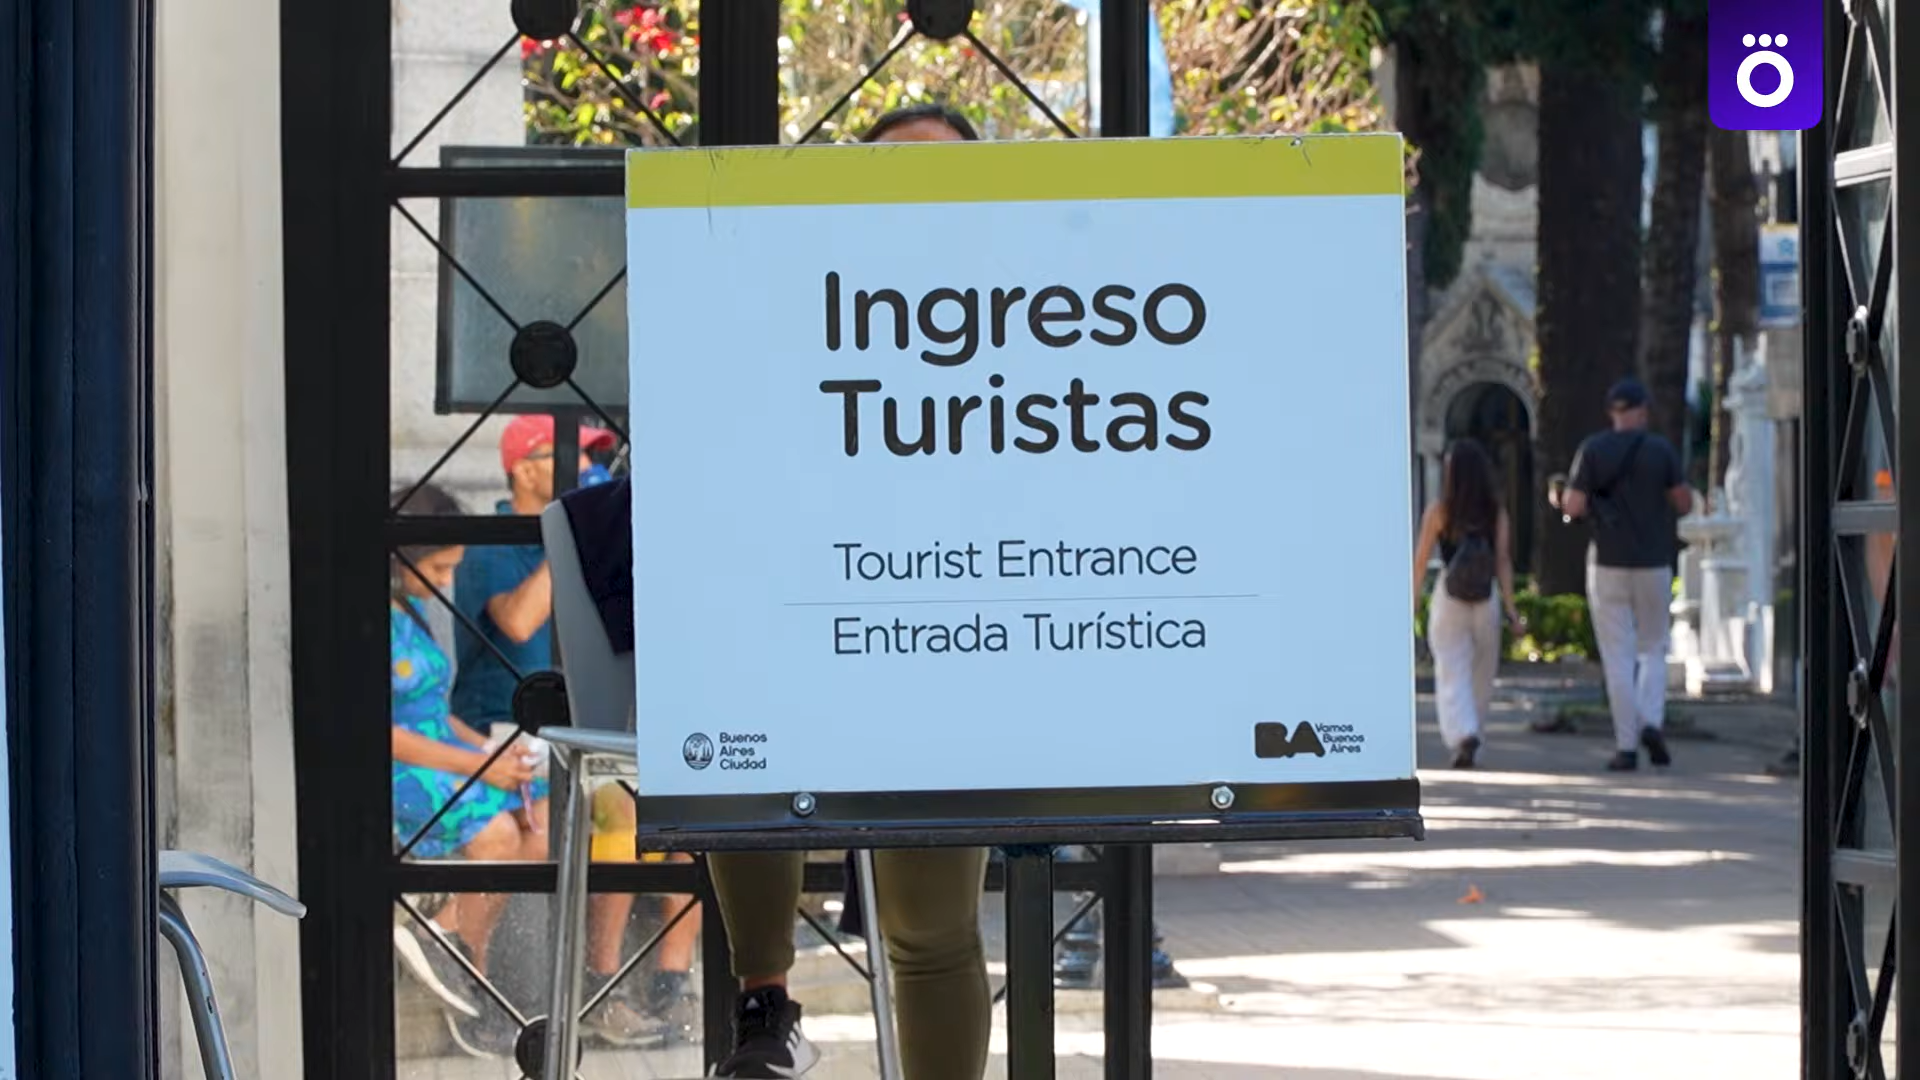 Ingreso
Turistas
Tourist Entrance
Entrada Turística
Buenos
Aires
Ciudad
BA
Vamos
Buenos
Aires